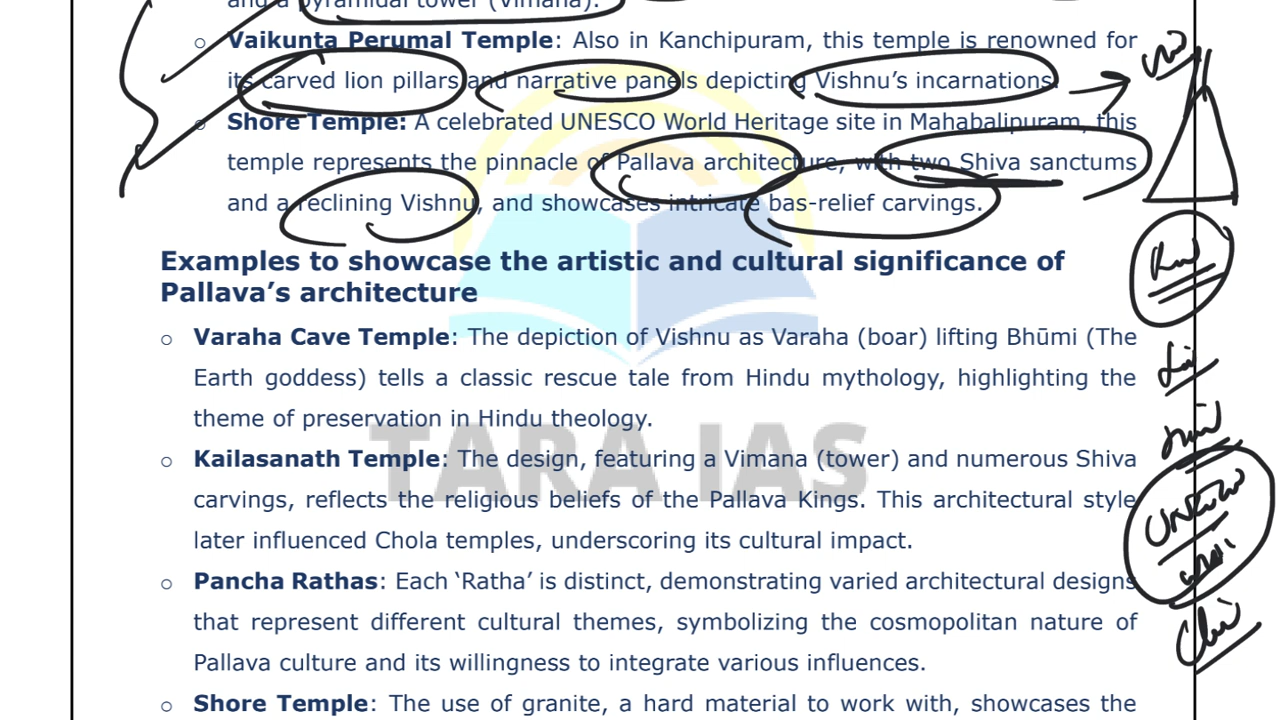 and a pyramidal tower (Vimana).
o Vaikunta Perumal Temple: Also in Kanchipuram, this temple is renowned for
its carved lion pillars and narrative panels depicting Vishnu’s incarnations.
o Shore Temple: A celebrated UNESCO World Heritage site in Mahabalipuram, this
temple represents the pinnacle of Pallava architecture, with two Shiva sanctums
and a reclining Vishnu, and showcases intricate bas-relief carvings.
Examples to showcase the artistic and cultural significance of
Pallava’s architecture
o Varaha Cave Temple: The depiction of Vishnu as Varaha (boar) lifting Bhūmi (The
Earth goddess) tells a classic rescue tale from Hindu mythology, highlighting the
theme of preservation in Hindu theology.
TARA IAS
o Kailasanath Temple: The design, featuring a Vimana (tower) and numerous Shiva
carvings, reflects the religious beliefs of the Pallava Kings. This architectural style
later influenced Chola temples, underscoring its cultural impact.
o Pancha Rathas: Each ‘Ratha’ is distinct, demonstrating varied architectural designs
that represent different cultural themes, symbolizing the cosmopolitan nature of
Pallava culture and its willingness to integrate various influences.
o Shore Temple: The use of granite, a hard material to work with, showcases the